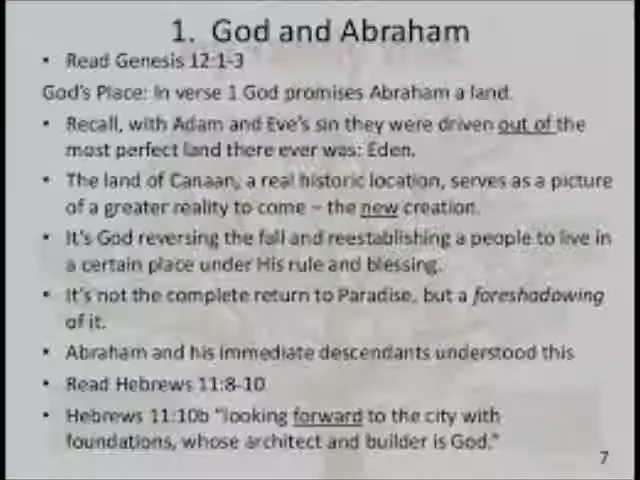 1. God and Abraham
• Read Genesis 12:1-3
God's Place: In verse 1 God promises Abraham a land.
• Recall, with Adam and Eve's sin they were driven out of the
most perfect land there ever was: Eden.
• The land of Canaan, a real historic location, serves as a picture
of a greater reality to come – the new creation.
• It's God reversing the fall and reestablishing a people to live in
a certain place under His rule and blessing.
• It's not the complete return to Paradise, but a foreshadowing
of it.
• Abraham and his immediate descendants understood this
• Read Hebrews 11:8-10
• Hebrews 11:10b "looking forward to the city with
foundations, whose architect and builder is God."
7